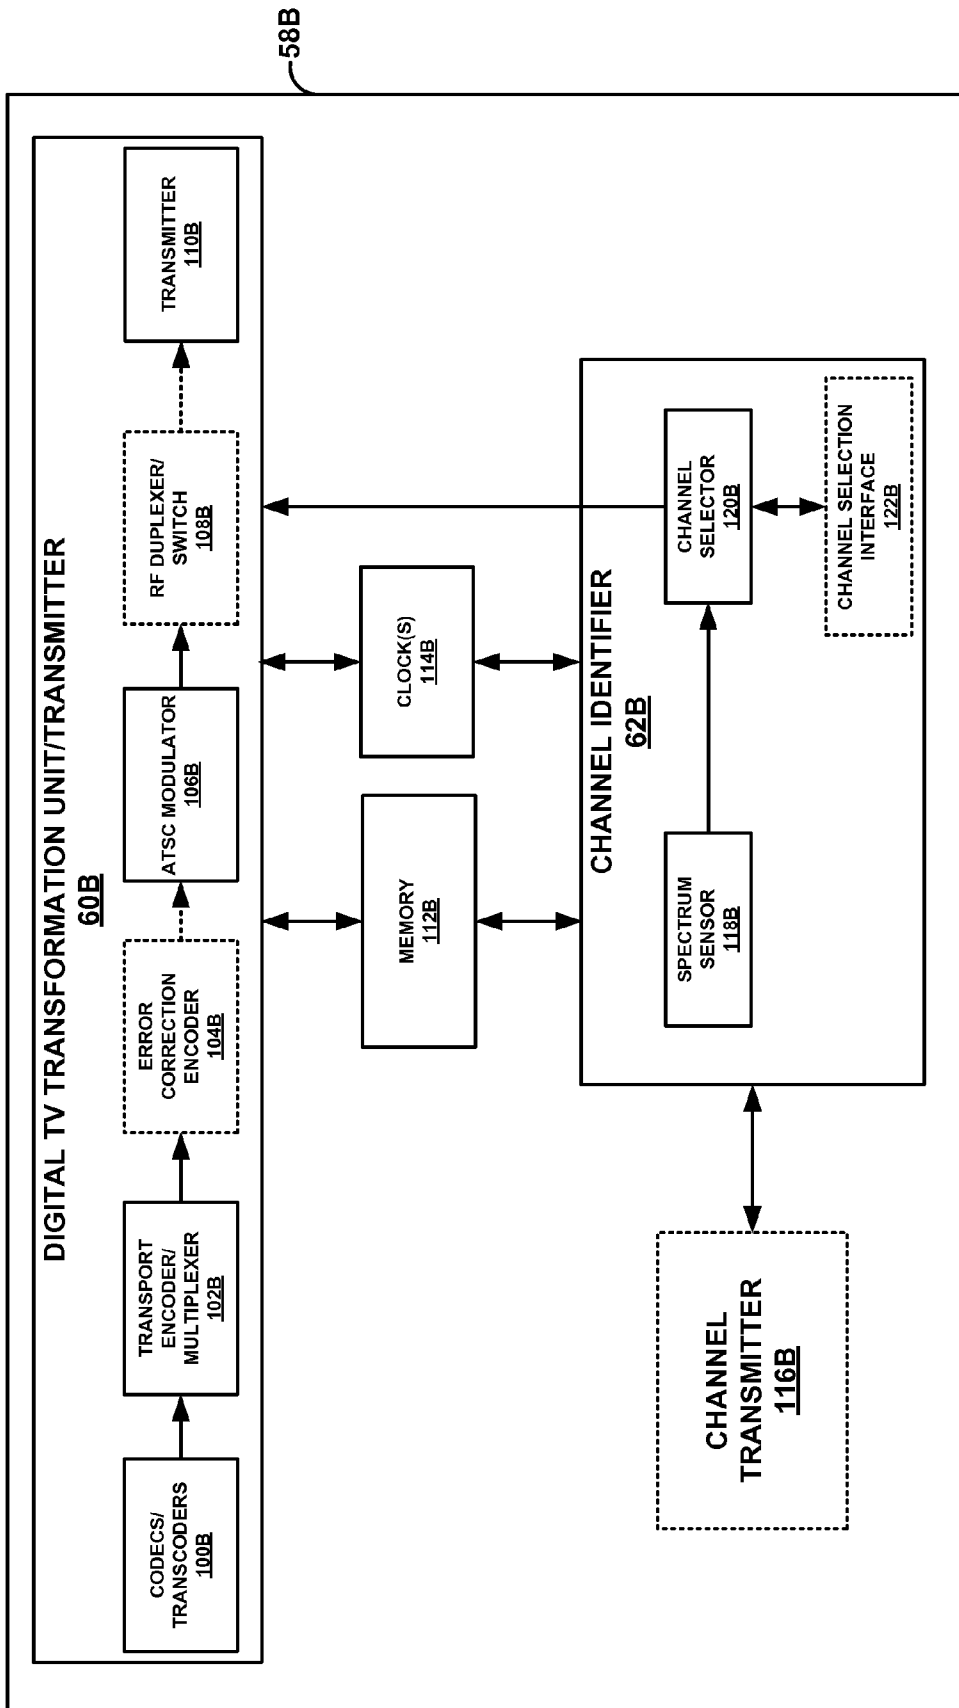 58B
DIGITAL TV TRANSFORMATION UNIT/TRANSMITTER
60B
CODECS/
TRANSCODERS
100B
TRANSPORT
ENCODER/
MULTIPLEXER
102B
ERROR
CORRECTION
ENCODER
104B
ATSC MODULATOR
106B
RF DUPLEXER/
SWITCH
108B
TRANSMITTER
110B
MEMORY
112B
CLOCK(S)
114B
CHANNEL IDENTIFIER
62B
SPECTRUM
SENSOR
118B
CHANNEL
SELECTOR
120B
CHANNEL SELECTION
INTERFACE
122B
CHANNEL
TRANSMITTER
116B